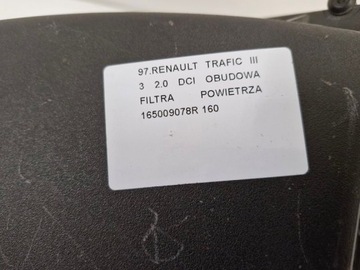 97.RENAULT TRAFIC III
3 2.0 DCI OBUDOWA
FILTRA POWIETRZA
165009078R 160